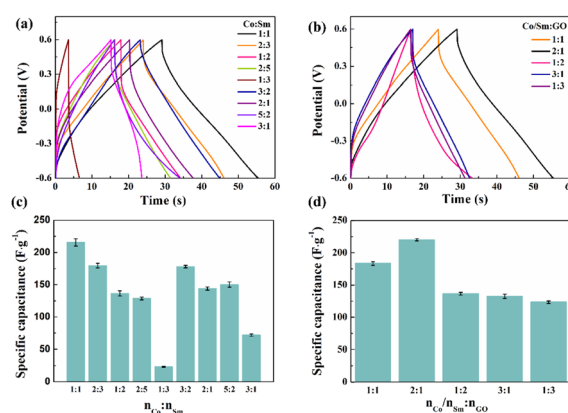 (a)
Co:Sm
1:1
2:3
1:2
2:5
1:3
3:2
2:1
5:2
3:1
Potential (V)
0.6
0.3
0.0
-0.3
-0.6
0 10 20 30 40 50 60
Time (s)
(b)
Co/Sm:GO
1:1
2:1
1:2
3:1
1:3
Potential (V)
0.6
0.3
0.0
-0.3
-0.6
0 10 20 30 40 50 60
Time (s)
(c)
Specific capacitance (F·g⁻¹)
250
200
150
100
50
0
1:1 2:3 1:2 2:5 1:3 3:2 2:1 5:2 3:1
nCo:nSm
(d)
Specific capacitance (F·g⁻¹)
250
200
150
100
50
0
1:1 2:1 1:2 3:1 1:3
nCo/nSm:nGO